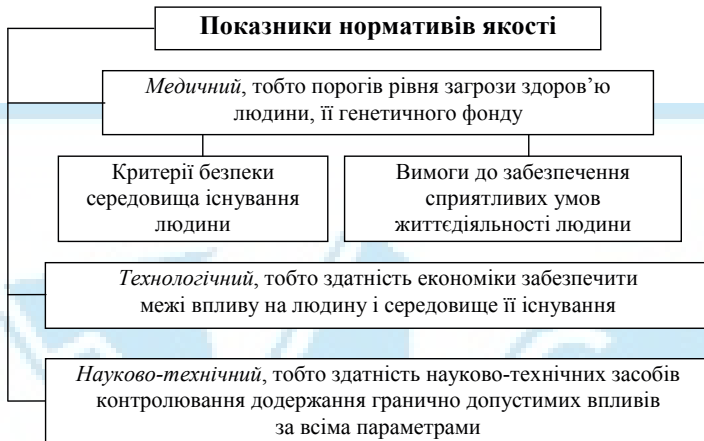 Показники нормативів якості
Медичний, тобто порогів рівня загрози здоров’ю
людини, її генетичного фонду
Критерії безпеки
середовища існування
людини
Вимоги до забезпечення
сприятливих умов
життєдіяльності людини
Технологічний, тобто здатність економіки забезпечити
межі впливу на людину і середовище її існування
Науково-технічний, тобто здатність науково-технічних засобів
контролювання додержання гранично допустимих впливів
за всіма параметрами